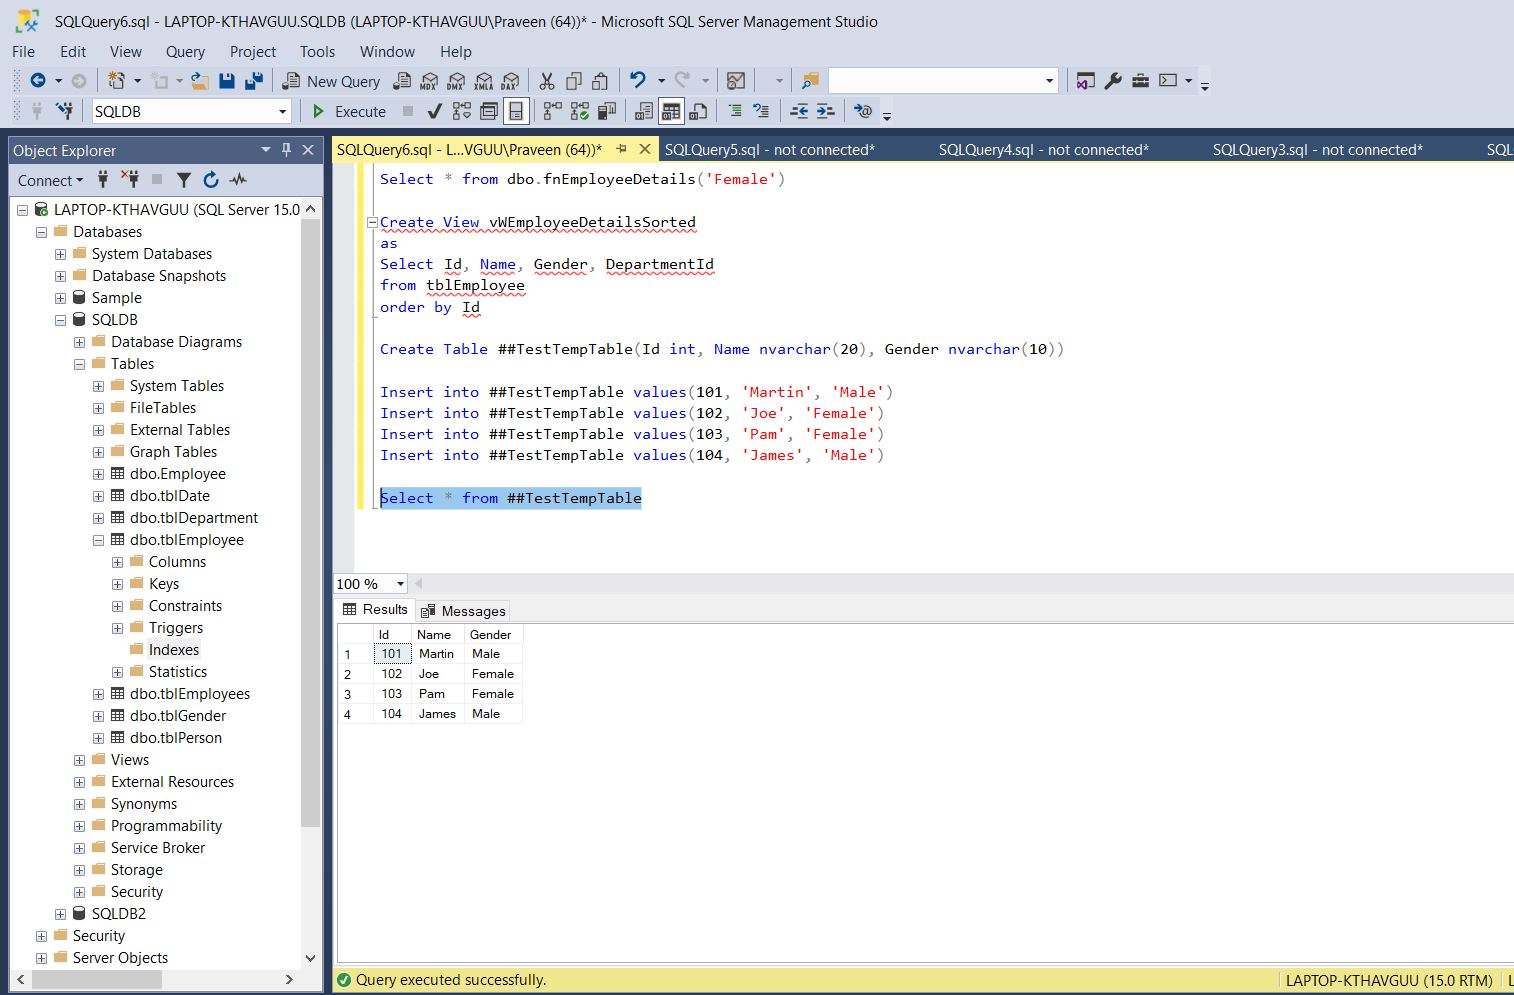 SQLQuery6.sql - LAPTOP-KTHAVGUU.SQLDB (LAPTOP-KTHAVGUU\Praveen (64))* - Microsoft SQL Server Management Studio
File Edit View Query Project Tools Window Help
New Query MDX DMX XMLA DAX
SQLDB Execute
Object Explorer
Connect
LAPTOP-KTHAVGUU (SQL Server 15.0
Databases
System Databases
Database Snapshots
Sample
SQLDB
Database Diagrams
Tables
System Tables
FileTables
External Tables
Graph Tables
dbo.Employee
dbo.tblDate
dbo.tblDepartment
dbo.tblEmployee
Columns
Keys
Constraints
Triggers
Indexes
Statistics
dbo.tblEmployees
dbo.tblGender
dbo.tblPerson
Views
External Resources
Synonyms
Programmability
Service Broker
Storage
Security
SQLDB2
Security
Server Objects
SQLQuery6.sql - L...VGUU\Praveen (64))* SQLQuery5.sql - not connected* SQLQuery4.sql - not connected* SQLQuery3.sql - not connected* SQL
Select * from dbo.fnEmployeeDetails('Female')
Create View vWEmployeeDetailsSorted
as
Select Id, Name, Gender, DepartmentId
from tblEmployee
order by Id
Create Table ##TestTempTable(Id int, Name nvarchar(20), Gender nvarchar(10))
Insert into ##TestTempTable values(101, 'Martin', 'Male')
Insert into ##TestTempTable values(102, 'Joe', 'Female')
Insert into ##TestTempTable values(103, 'Pam', 'Female')
Insert into ##TestTempTable values(104, 'James', 'Male')
Select * from ##TestTempTable
100 %
Results Messages
Id Name Gender
1 101 Martin Male
2 102 Joe Female
3 103 Pam Female
4 104 James Male
Query executed successfully. LAPTOP-KTHAVGUU (15.0 RTM) L